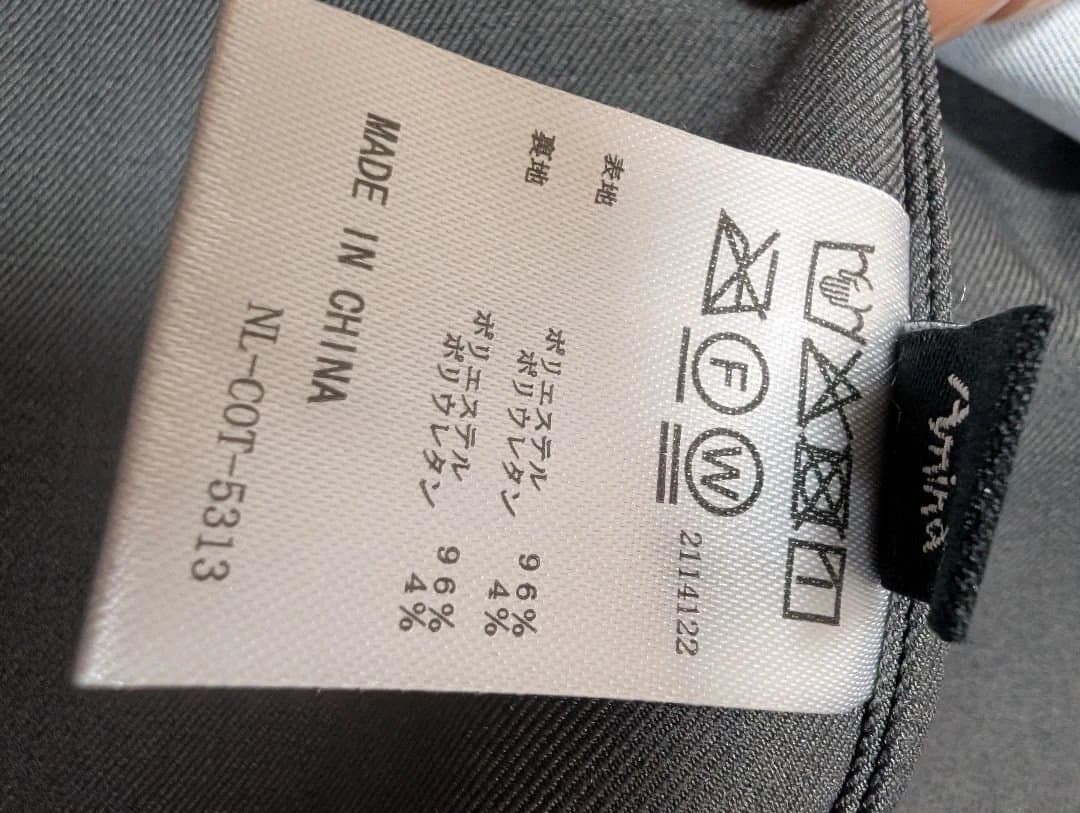 Amina
F W
2114122
表地 ポリエステル 96%
ポリウレタン 4%
裏地 ポリエステル 96%
ポリウレタン 4%
MADE IN CHINA
NL-COT-5313